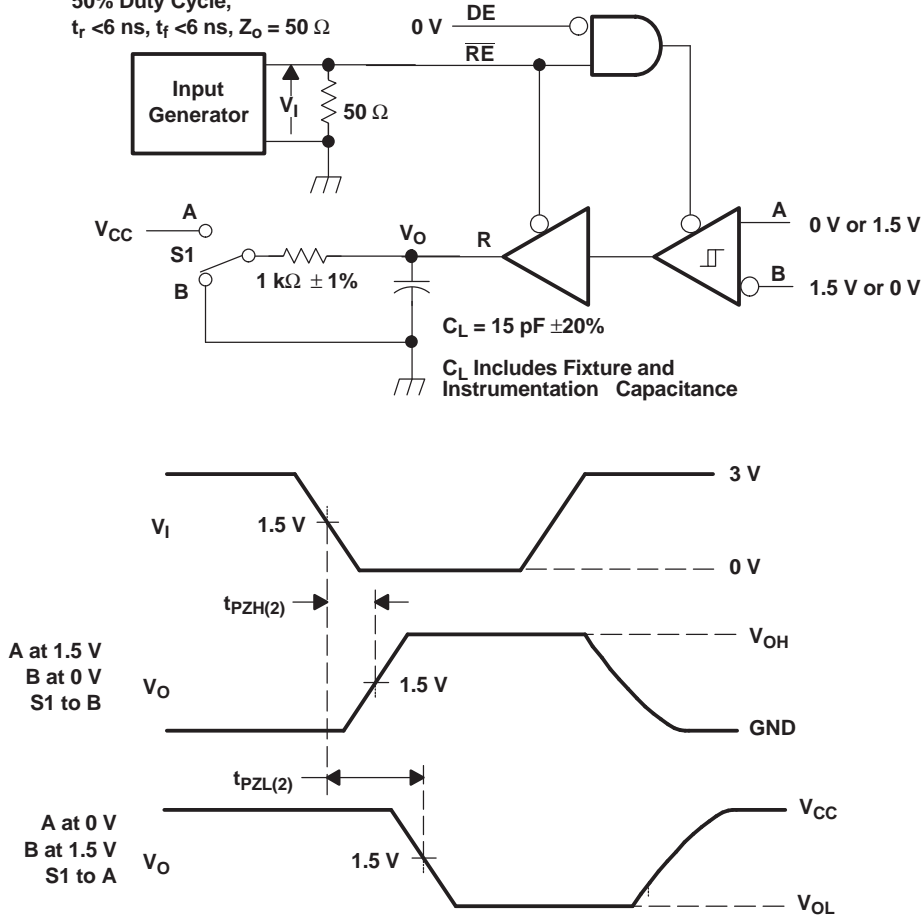 50% Duty Cycle,
tr <6 ns, tf <6 ns, Zo = 50 Ω
0 V
DE
R̅E̅
Input
Generator
VI
50 Ω
VCC
A
S1
B
1 kΩ ± 1%
VO
R
A
0 V or 1.5 V
B
1.5 V or 0 V
CL = 15 pF ±20%
CL Includes Fixture and
Instrumentation Capacitance
3 V
VI
1.5 V
0 V
tPZH(2)
VOH
A at 1.5 V
B at 0 V
S1 to B
VO
1.5 V
GND
tPZL(2)
VCC
A at 0 V
B at 1.5 V
S1 to A
VO
1.5 V
VOL